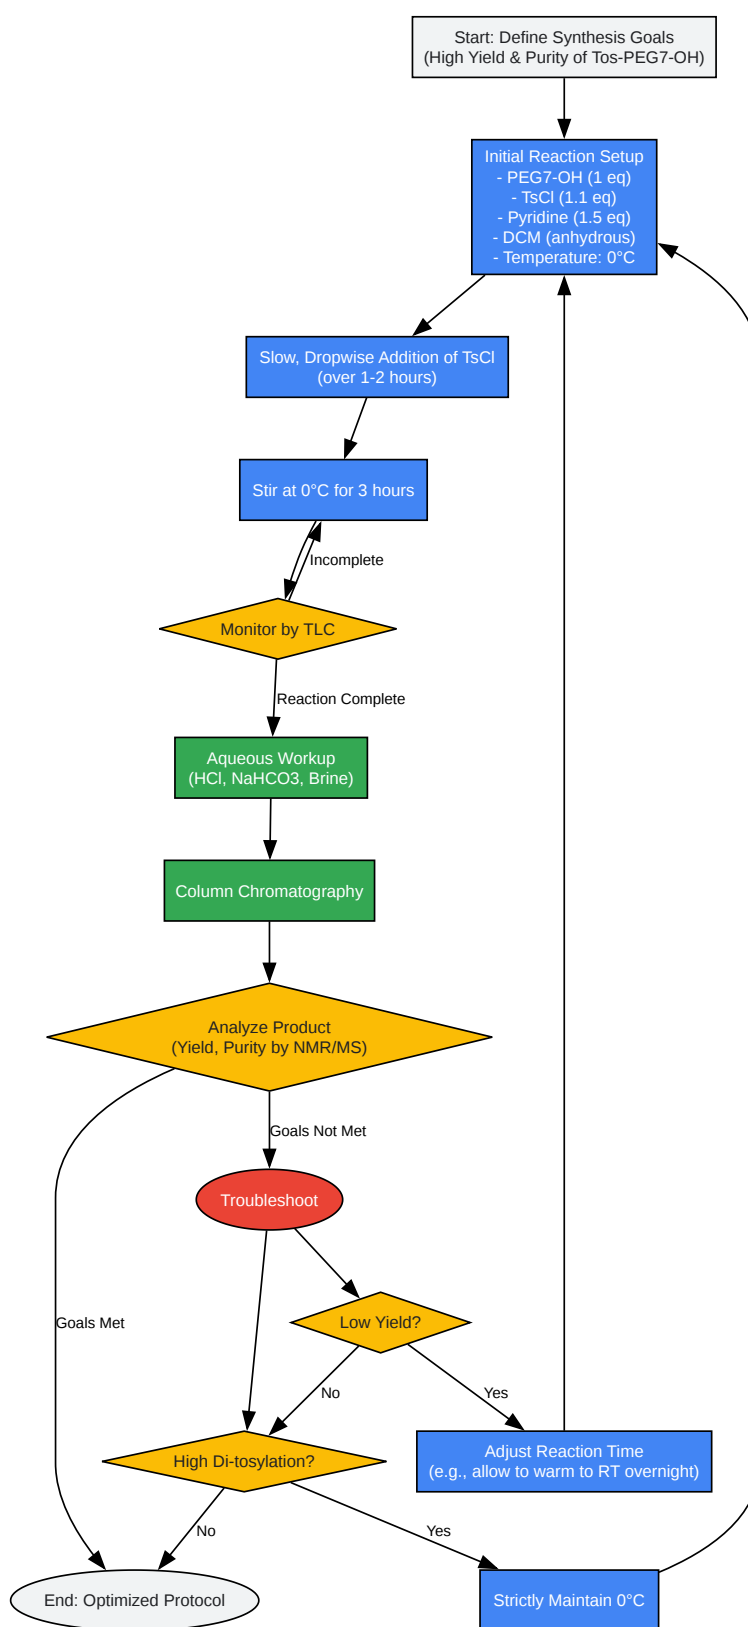 Start: Define Synthesis Goals
(High Yield & Purity of Tos-PEG7-OH)
Initial Reaction Setup
- PEG7-OH (1 eq)
- TsCl (1.1 eq)
- Pyridine (1.5 eq)
- DCM (anhydrous)
- Temperature: 0°C
Slow, Dropwise Addition of TsCl
(over 1-2 hours)
Stir at 0°C for 3 hours
Incomplete
Monitor by TLC
Reaction Complete
Aqueous Workup
(HCl, NaHCO3, Brine)
Column Chromatography
Analyze Product
(Yield, Purity by NMR/MS)
Goals Not Met
Troubleshoot
Goals Met
Low Yield?
No
Yes
High Di-tosylation?
Adjust Reaction Time
(e.g., allow to warm to RT overnight)
No
Yes
End: Optimized Protocol
Strictly Maintain 0°C